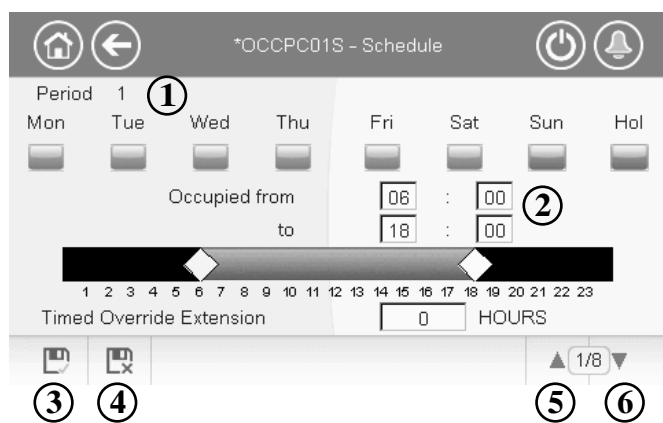 *OCCPC01S - Schedule
Period 1 1
Mon Tue Wed Thu Fri Sat Sun Hol
Occupied from 06 : 00 2
to 18 : 00
1 2 3 4 5 6 7 8 9 10 11 12 13 14 15 16 17 18 19 20 21 22 23
Timed Override Extension 0 HOURS
1/8
3 4 5 6